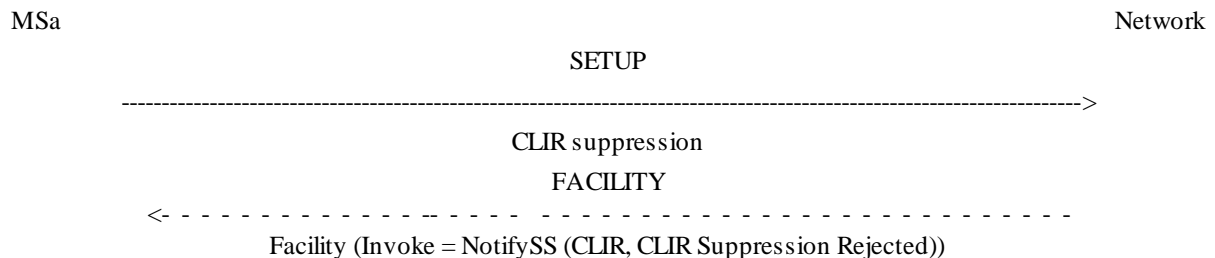 MSa Network
SETUP
------------------------------------------------------------------------------------------------------------------------>
CLIR suppression
FACILITY
<- - - - - - - - - - - - - -- - - - - - - - - - - - - - - - - - - - - - - - - - - - - - - -
Facility (Invoke = NotifySS (CLIR, CLIR Suppression Rejected))